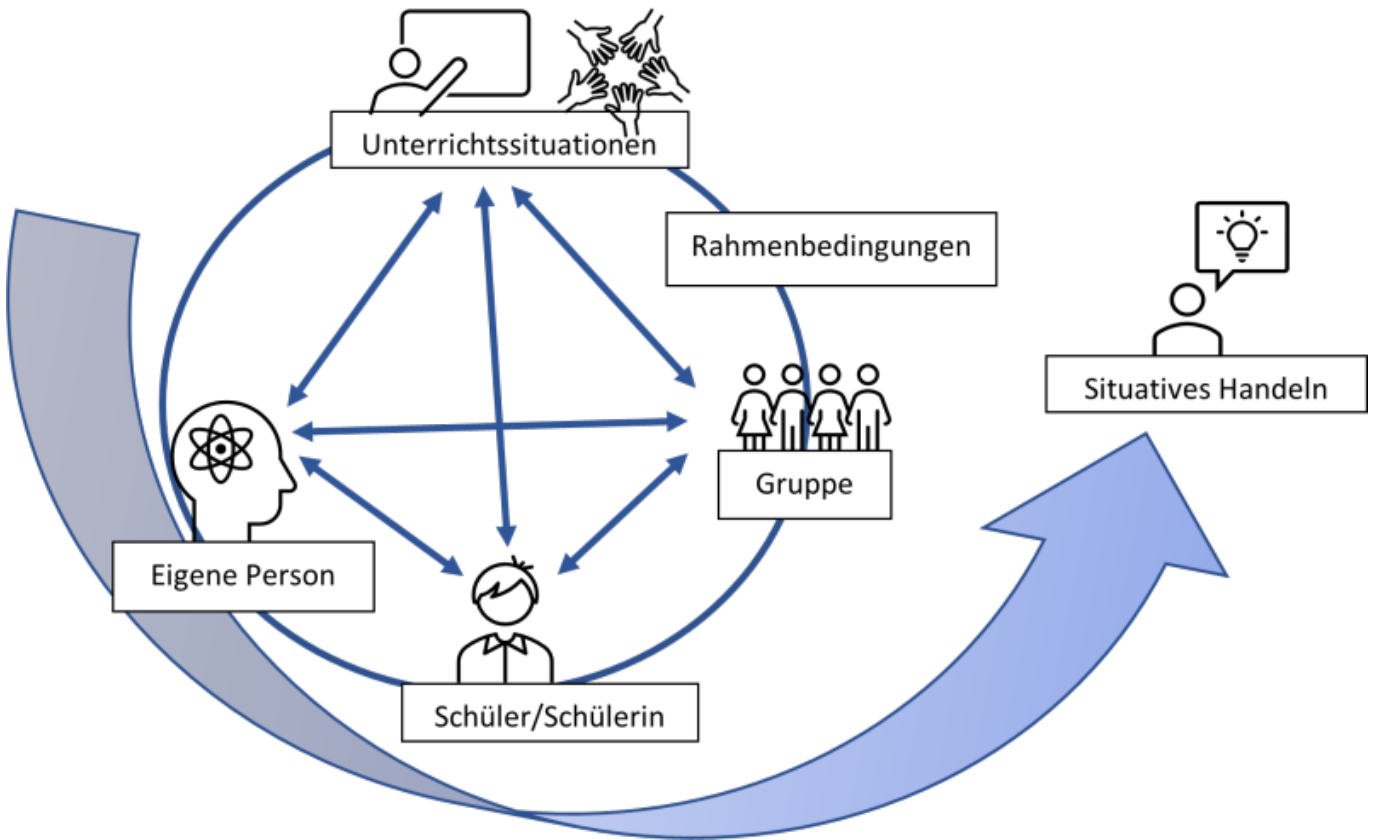 Unterrichtssituationen
Rahmenbedingungen
Situatives Handeln
Gruppe
Eigene Person
Schüler/Schülerin